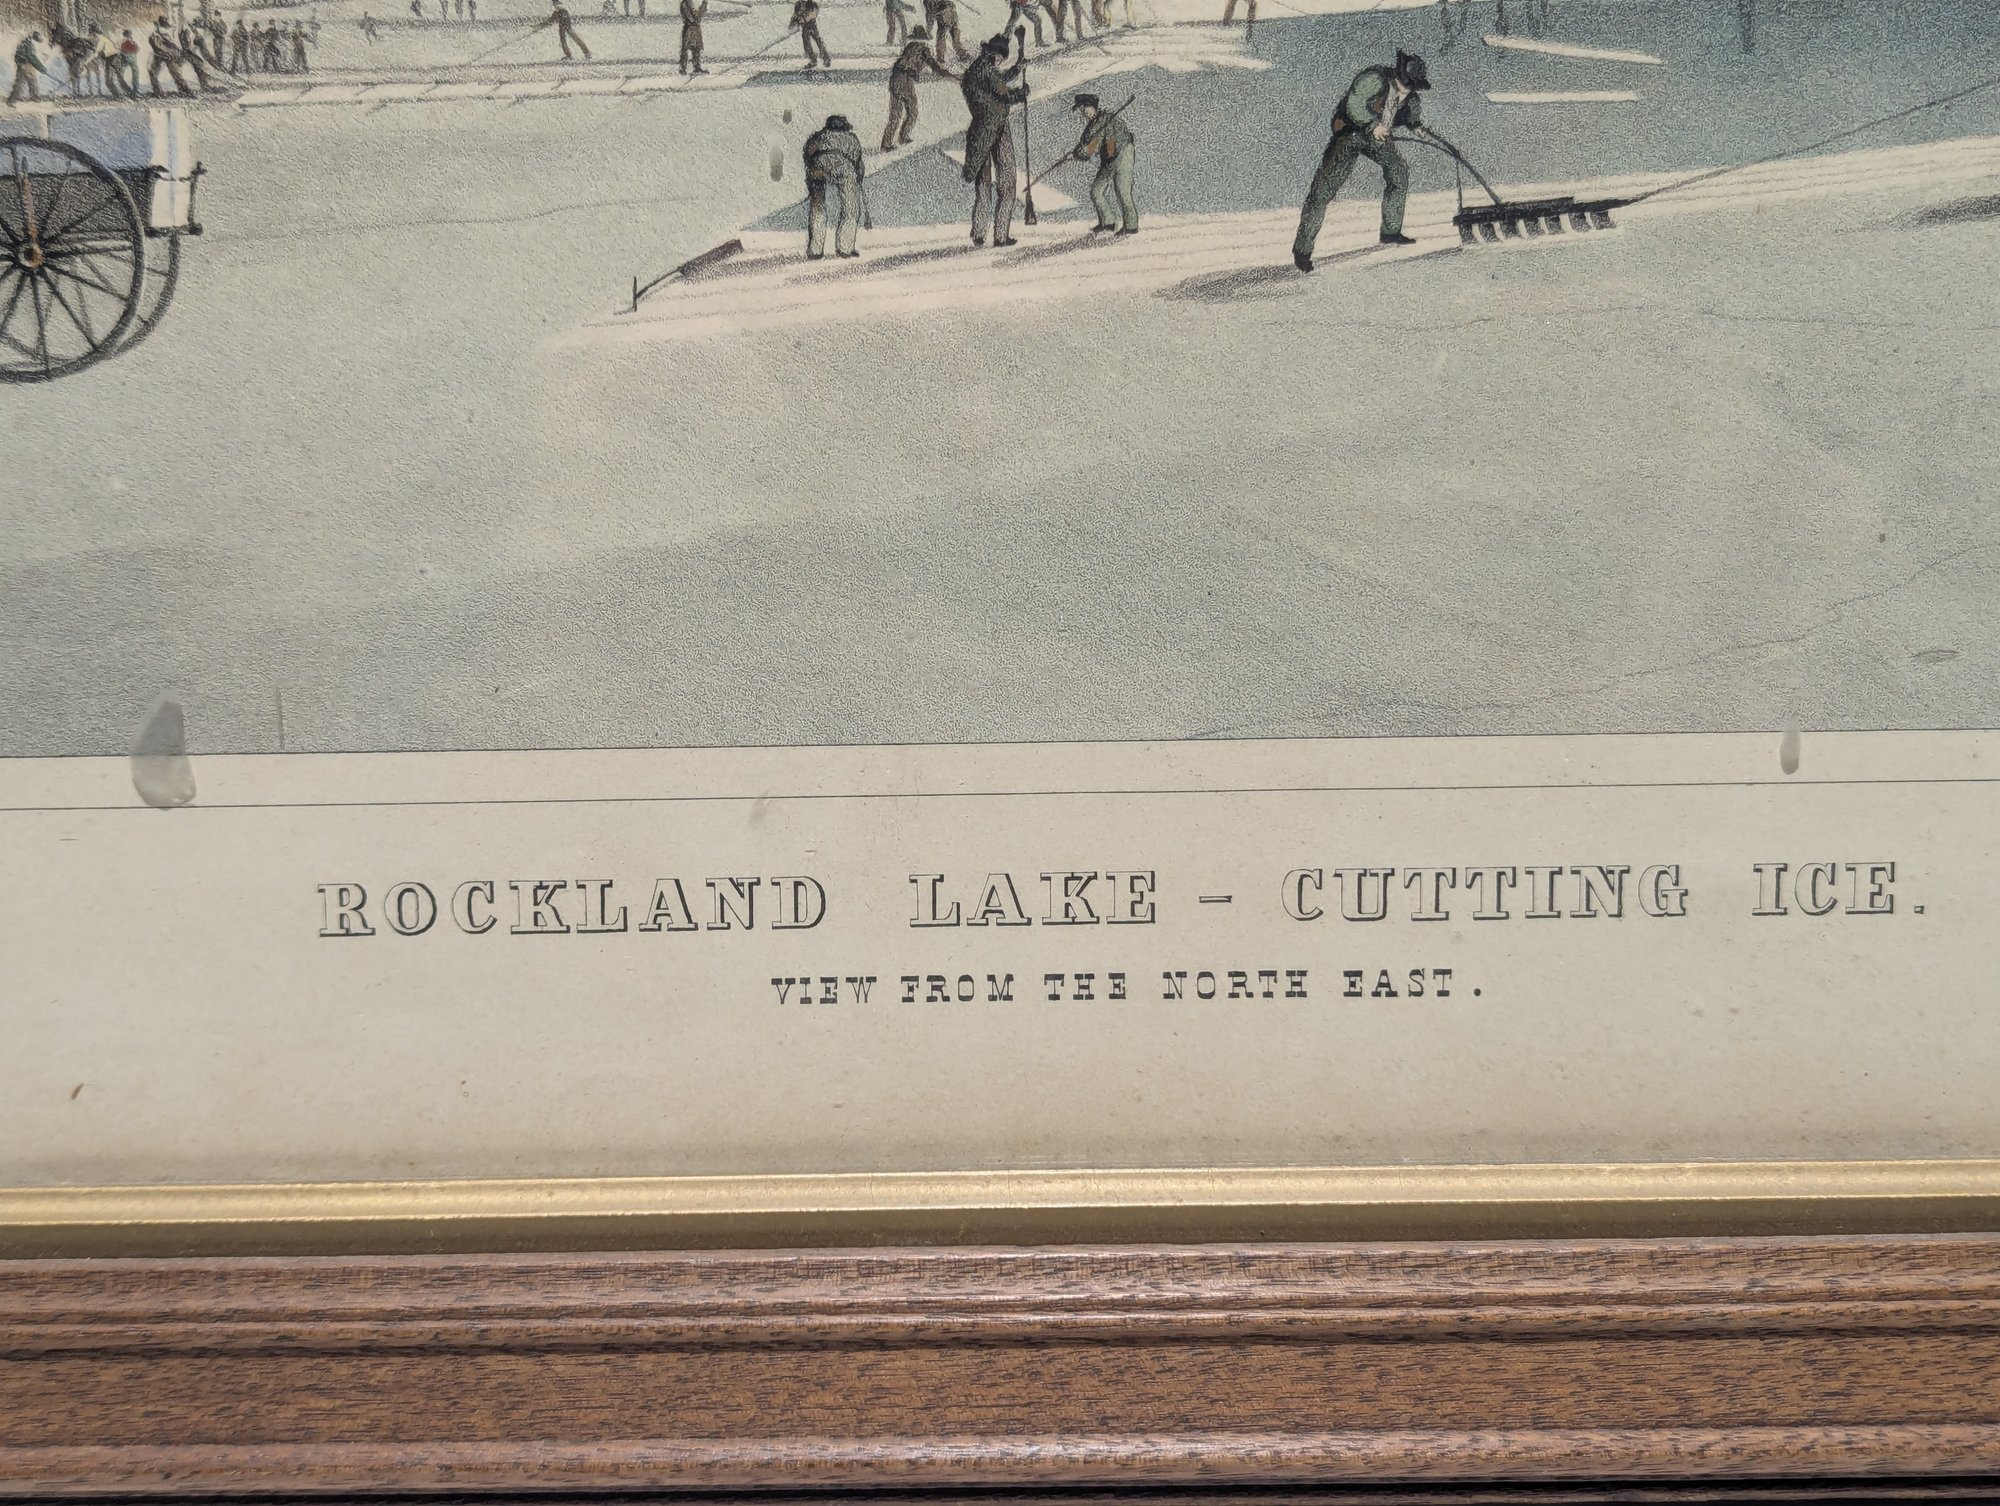 ROCKLAND LAKE - CUTTING ICE.
VIEW FROM THE NORTH EAST.